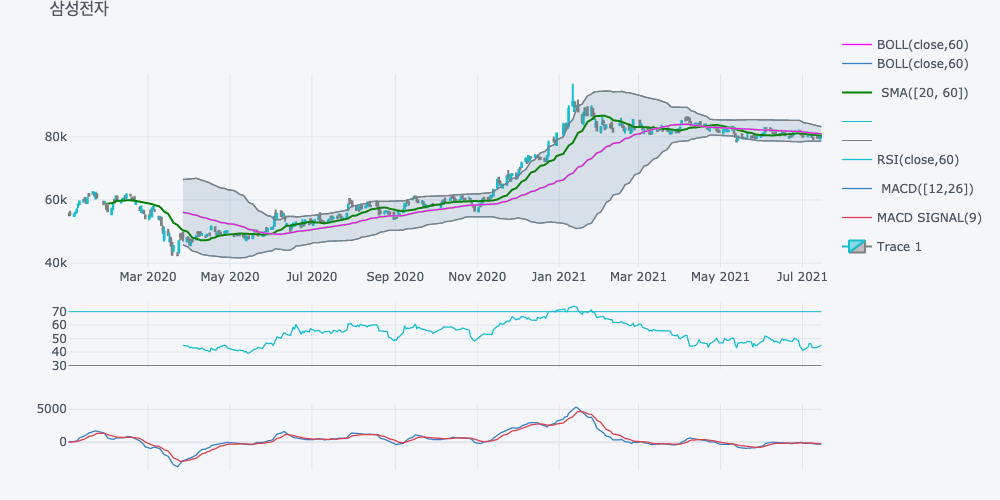 삼성전자
BOLL(close,60)
BOLL(close,60)
SMA([20, 60])
RSI(close,60)
MACD([12,26])
MACD SIGNAL(9)
Trace 1
80k
60k
40k
Mar 2020 May 2020 Jul 2020 Sep 2020 Nov 2020 Jan 2021 Mar 2021 May 2021 Jul 2021
70
60
50
40
30
5000
0